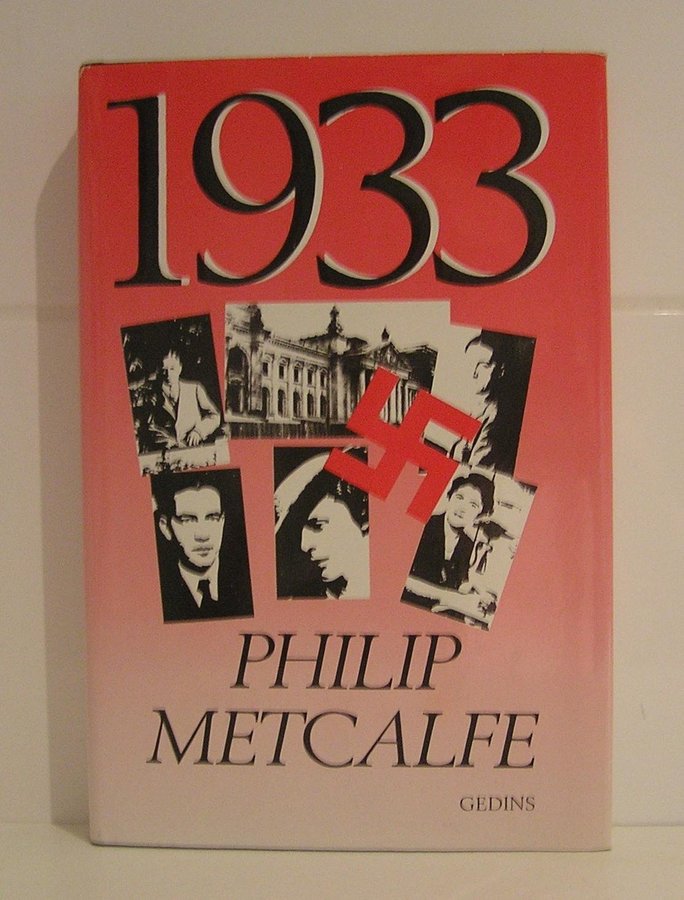 1933
PHILIP
METCALFE
GEDINS